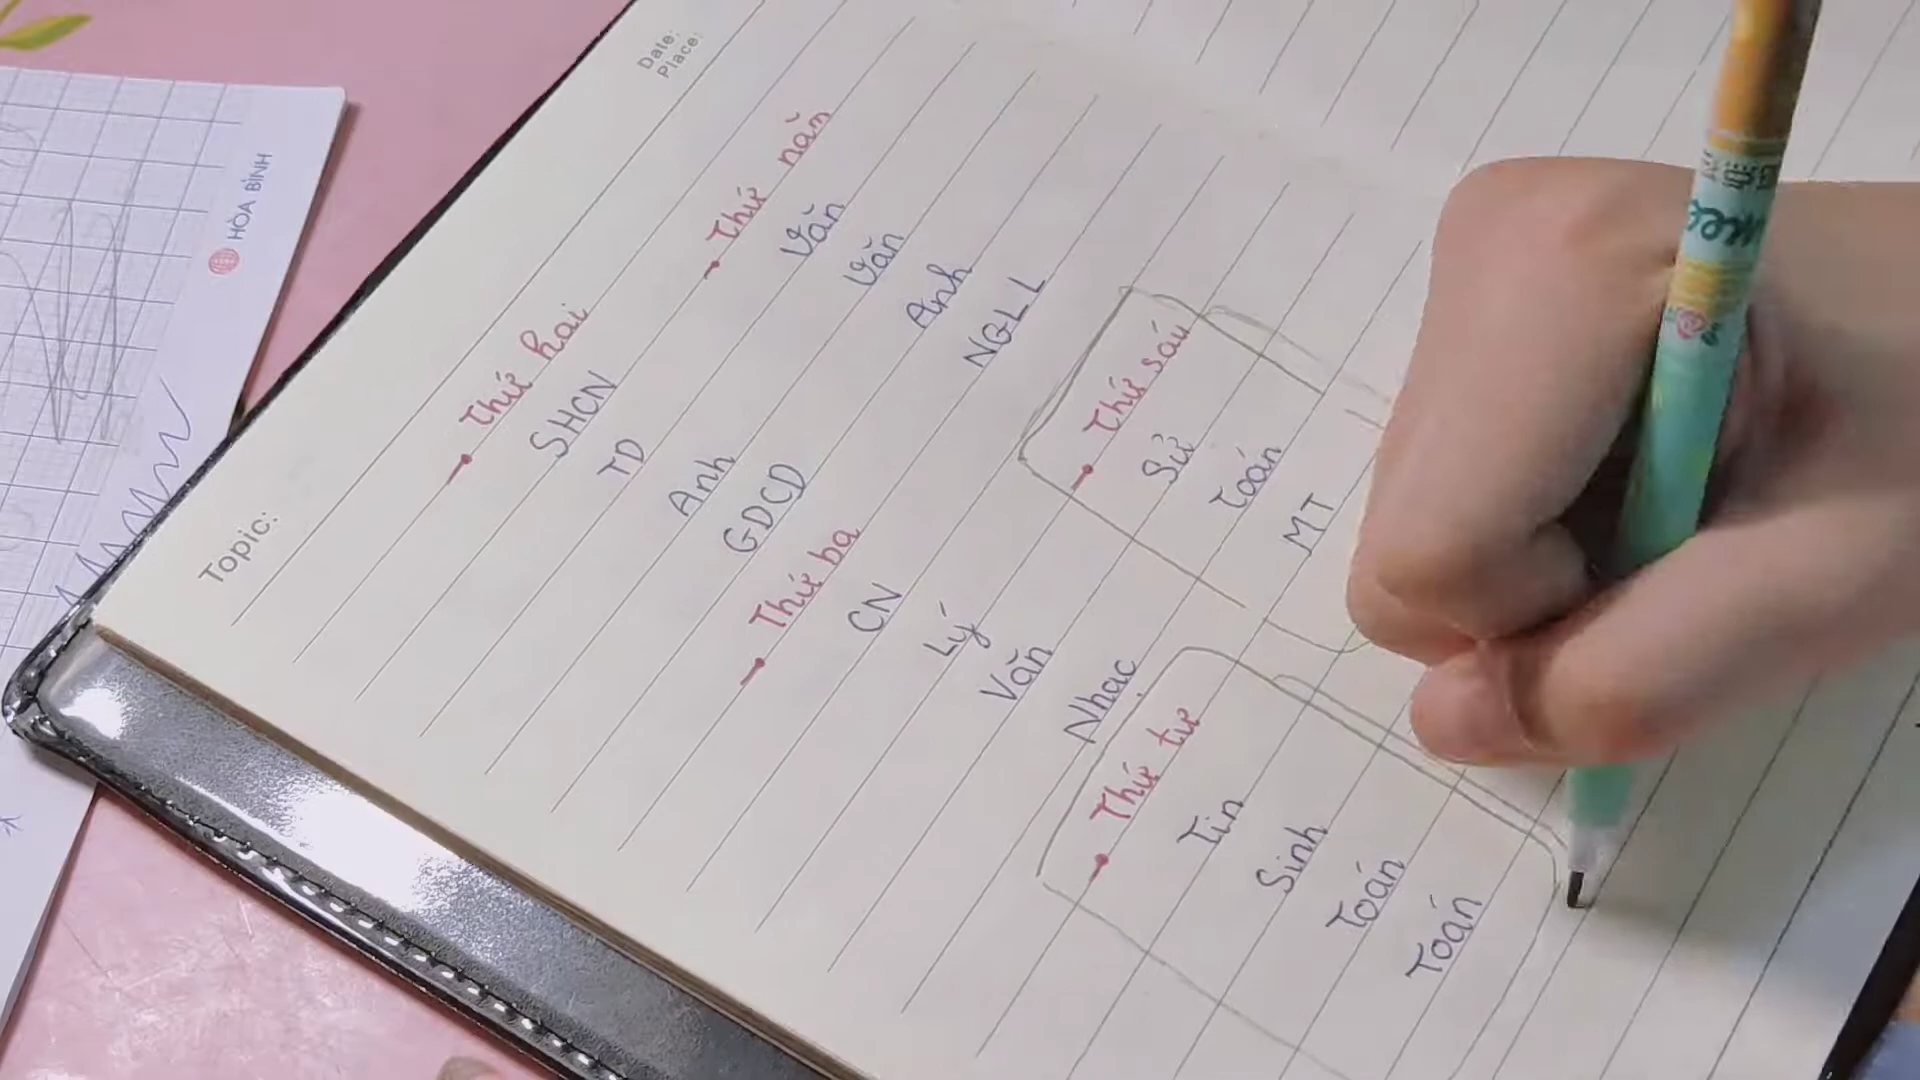 Date:
Place:
Topic:
Thứ hai
SHCN
TD
Anh
GDCD
Thứ ba
CN
Lý
Văn
Nhạc
Thứ tư
Tin
Sinh
Toán
Toán
Thứ năn
Văn
Văn
Anh
NGLL
Thứ sáu
Sử
Toán
MT
HÒA BÌNH